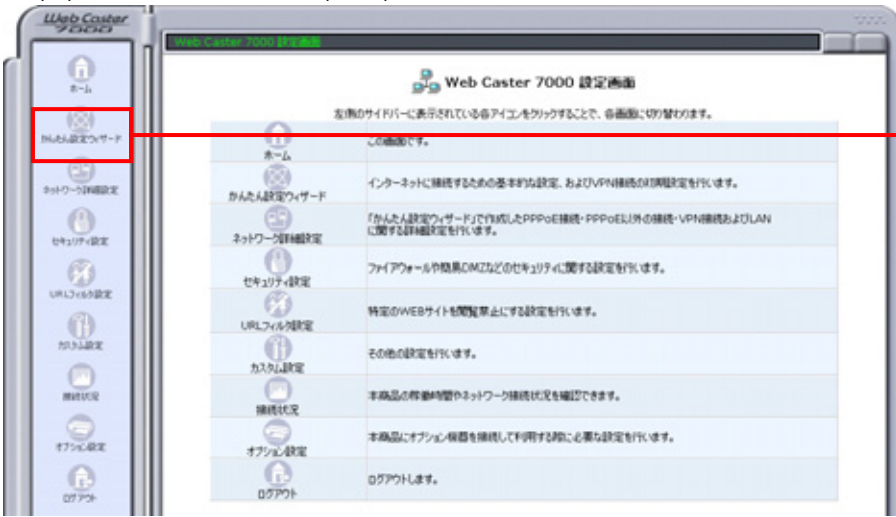 Web Caster
7000
Web Caster 7000 設定画面
ホーム
かんたん設定ウィザード
ネットワーク詳細設定
セキュリティ設定
URLフィルタ設定
カスタム設定
接続状況
オプション設定
ログアウト
Web Caster 7000 設定画面
左側のサイドバーに表示されている各アイコンをクリックすることで、各画面に切り替わります。
ホーム
この画面です。
かんたん設定ウィザード
インターネットに接続するための基本的な設定、およびVPN接続の初期設定を行います。
ネットワーク詳細設定
「かんたん設定ウィザード」で作成したPPPoE接続・PPPoE以外の接続・VPN接続およびLAN
に関する詳細設定を行います。
セキュリティ設定
ファイアウォールや簡易DMZなどのセキュリティに関する設定を行います。
URLフィルタ設定
特定のWEBサイトを閲覧禁止にする設定を行います。
カスタム設定
その他の設定を行います。
接続状況
本商品の稼働時間やネットワーク接続状況を確認できます。
オプション設定
本商品にオプション機器を接続して利用する際に必要な設定を行います。
ログアウト
ログアウトします。